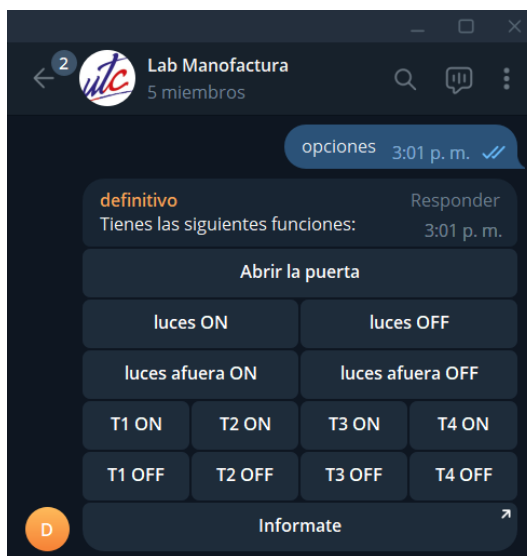 2
utc
Lab Manofactura
5 miembros
opciones 3:01 p. m.
definitivo Responder
Tienes las siguientes funciones: 3:01 p. m.
Abrir la puerta
luces ON luces OFF
luces afuera ON luces afuera OFF
T1 ON T2 ON T3 ON T4 ON
T1 OFF T2 OFF T3 OFF T4 OFF
D Informate